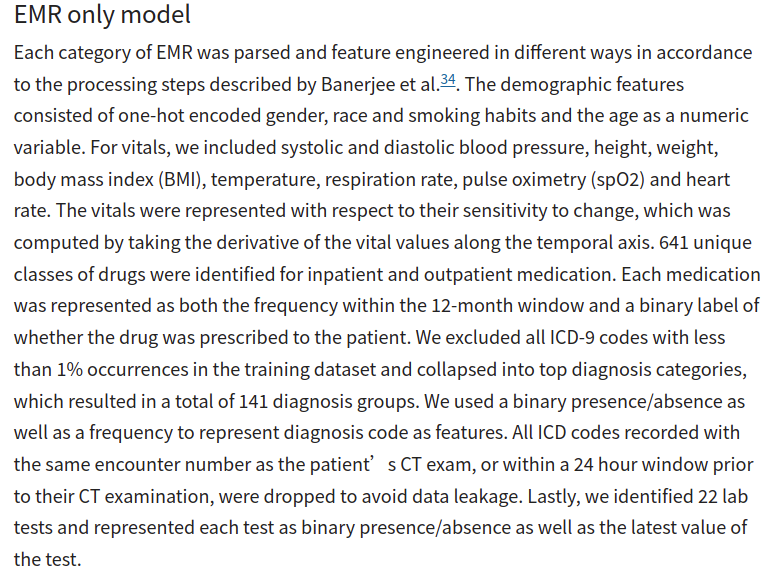 EMR only model
Each category of EMR was parsed and feature engineered in different ways in accordance
to the processing steps described by Banerjee et al.34. The demographic features
consisted of one-hot encoded gender, race and smoking habits and the age as a numeric
variable. For vitals, we included systolic and diastolic blood pressure, height, weight,
body mass index (BMI), temperature, respiration rate, pulse oximetry (spO2) and heart
rate. The vitals were represented with respect to their sensitivity to change, which was
computed by taking the derivative of the vital values along the temporal axis. 641 unique
classes of drugs were identified for inpatient and outpatient medication. Each medication
was represented as both the frequency within the 12-month window and a binary label of
whether the drug was prescribed to the patient. We excluded all ICD-9 codes with less
than 1% occurrences in the training dataset and collapsed into top diagnosis categories,
which resulted in a total of 141 diagnosis groups. We used a binary presence/absence as
well as a frequency to represent diagnosis code as features. All ICD codes recorded with
the same encounter number as the patient’s CT exam, or within a 24 hour window prior
to their CT examination, were dropped to avoid data leakage. Lastly, we identified 22 lab
tests and represented each test as binary presence/absence as well as the latest value of
the test.